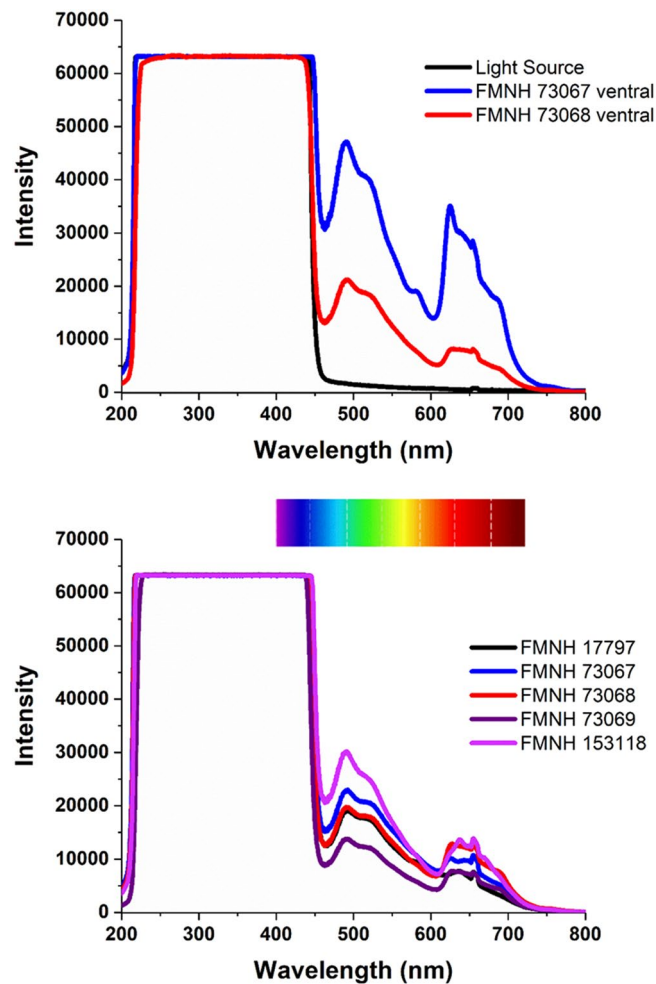 70000
60000
50000
40000
30000
20000
10000
0
Intensity
Light Source
FMNH 73067 ventral
FMNH 73068 ventral
200 300 400 500 600 700 800
Wavelength (nm)
70000
60000
50000
40000
30000
20000
10000
0
Intensity
FMNH 17797
FMNH 73067
FMNH 73068
FMNH 73069
FMNH 153118
200 300 400 500 600 700 800
Wavelength (nm)